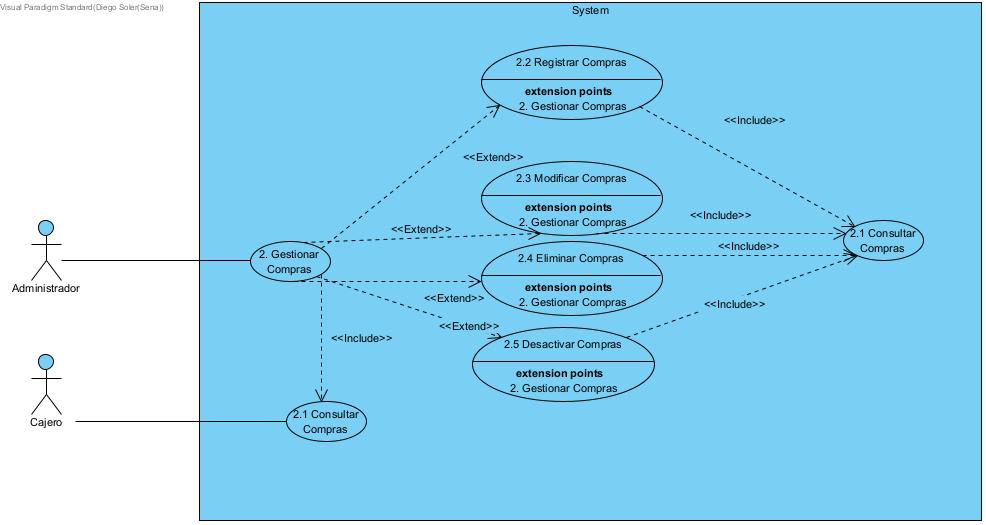 Visual Paradigm Standard(Diego Soler(Sena))
System
2.2 Registrar Compras
extension points
2. Gestionar Compras
<<Include>>
<<Extend>>
2.3 Modificar Compras
extension points
2. Gestionar Compras
<<Include>>
<<Extend>>
2.1 Consultar
Compras
<<Include>>
2. Gestionar
Compras
2.4 Eliminar Compras
extension points
2. Gestionar Compras
Administrador
<<Extend>>
<<Include>>
<<Extend>>
<<Include>>
2.5 Desactivar Compras
extension points
2. Gestionar Compras
2.1 Consultar
Compras
Cajero